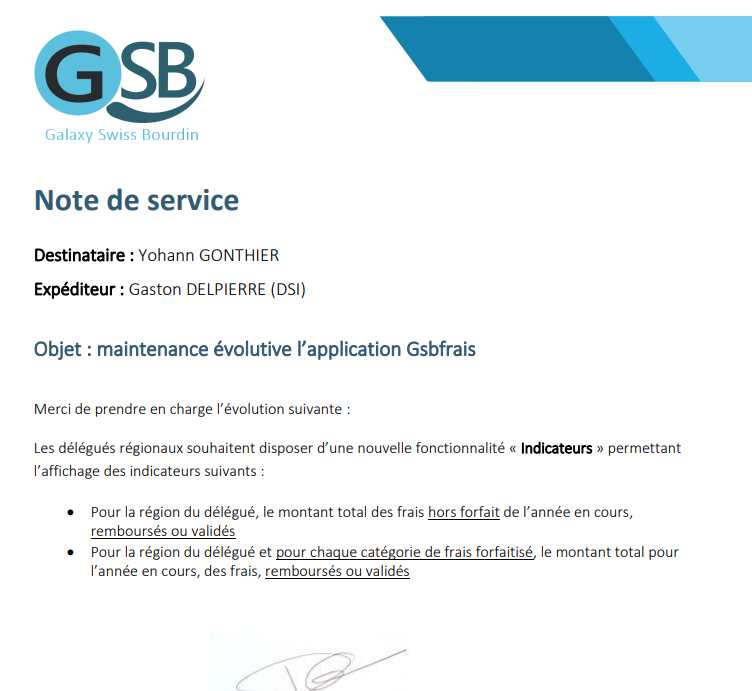 GSB
Galaxy Swiss Bourdin
Note de service
Destinataire : Yohann GONTHIER
Expéditeur : Gaston DELPIERRE (DSI)
Objet : maintenance évolutive l’application Gsbfrais
Merci de prendre en charge l’évolution suivante :
Les délégués régionaux souhaitent disposer d’une nouvelle fonctionnalité « Indicateurs » permettant
l’affichage des indicateurs suivants :
• Pour la région du délégué, le montant total des frais hors forfait de l’année en cours,
remboursés ou validés
• Pour la région du délégué et pour chaque catégorie de frais forfaitisé, le montant total pour
l’année en cours, des frais, remboursés ou validés